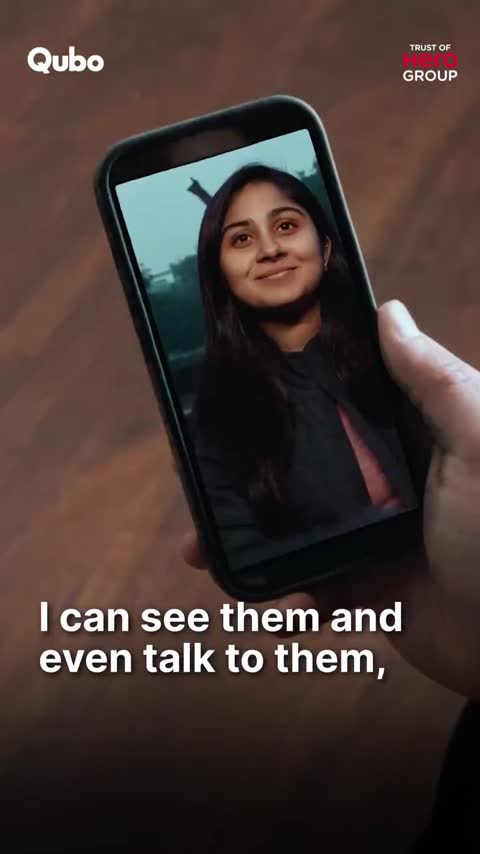 Qubo
TRUST OF
Hero
GROUP
I can see them and
even talk to them,